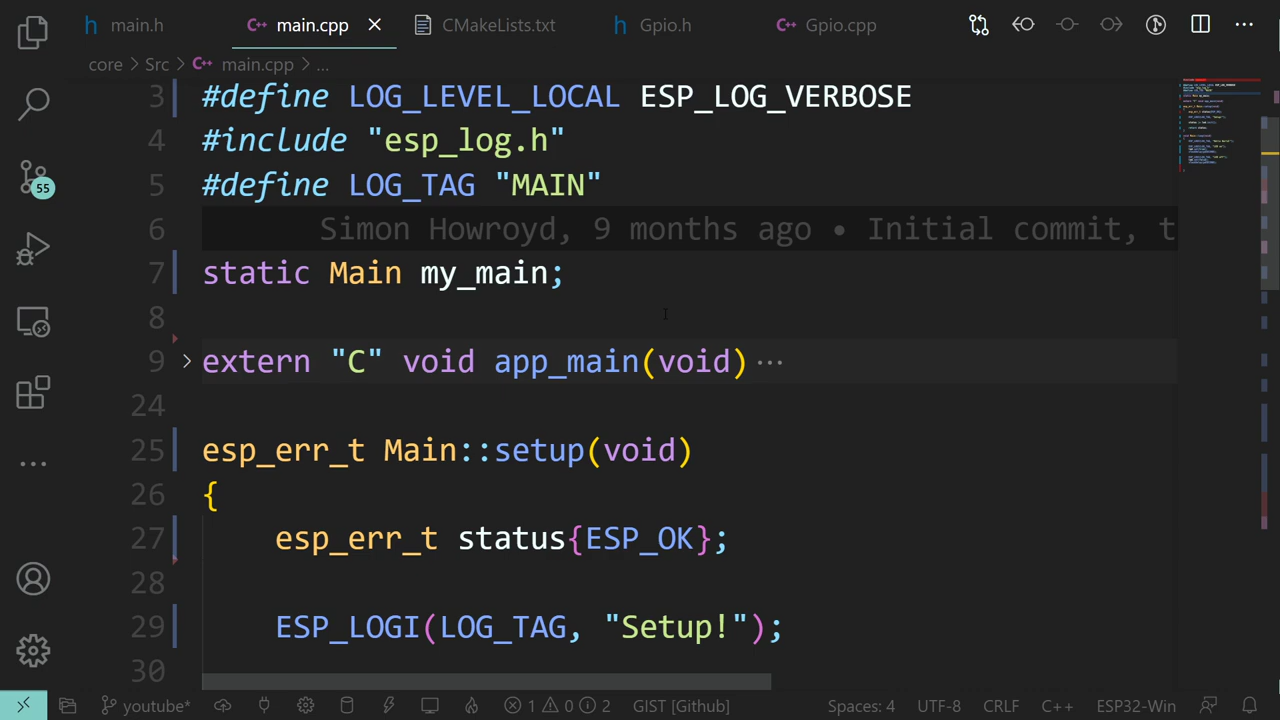 main.h
main.cpp
CMakeLists.txt
Gpio.h
Gpio.cpp
core > Src > main.cpp > ...
3 #define LOG_LEVEL_LOCAL ESP_LOG_VERBOSE
4 #include "esp_log.h"
5 #define LOG_TAG "MAIN"
6 Simon Howroyd, 9 months ago • Initial commit, t
7 static Main my_main;
8
9 extern "C" void app_main(void) ...
24
25 esp_err_t Main::setup(void)
26 {
27 esp_err_t status{ESP_OK};
28
29 ESP_LOGI(LOG_TAG, "Setup!");
30
55
youtube* 1 0 2 GIST [Github] Spaces: 4 UTF-8 CRLF C++ ESP32-Win